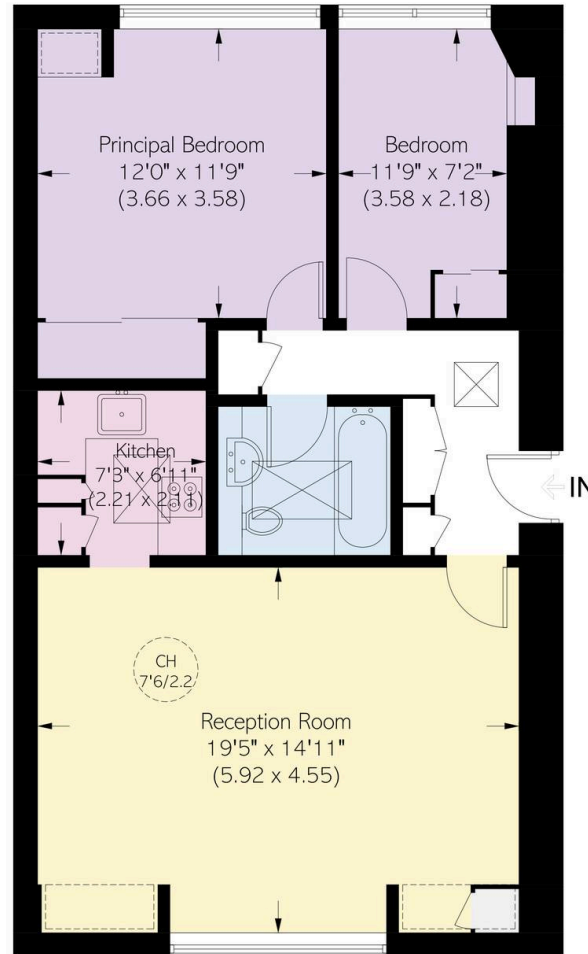 Principal Bedroom
12'0" x 11'9"
(3.66 x 3.58)
Bedroom
11'9" x 7'2"
(3.58 x 2.18)
Kitchen
7'3" x 6'11"
(2.21 x 2.11)
IN
CH
7'6/2.2
Reception Room
19'5" x 14'11"
(5.92 x 4.55)